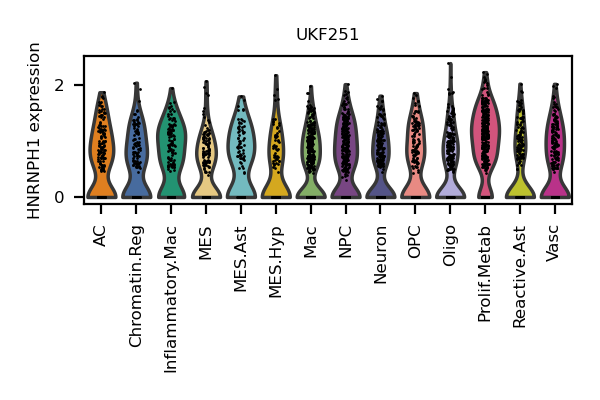 UKF251
HNRNPH1 expression
2
0
AC
Chromatin.Reg
Inflammatory.Mac
MES
MES.Ast
MES.Hyp
Mac
NPC
Neuron
OPC
Oligo
Prolif.Metab
Reactive.Ast
Vasc